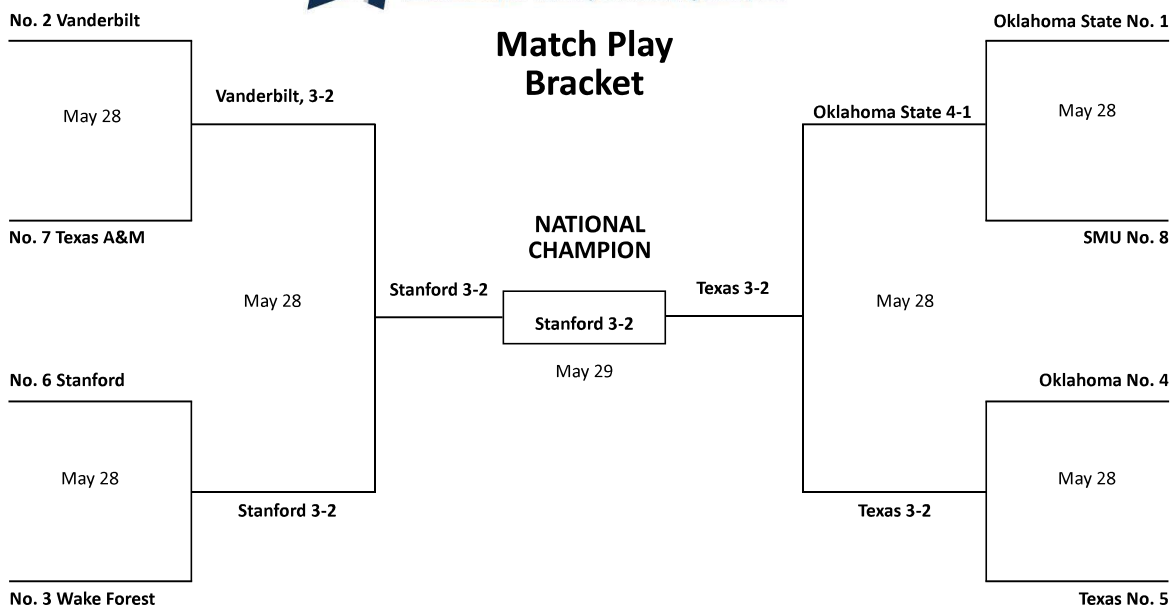 No. 2 Vanderbilt
Oklahoma State No. 1
Match Play
Bracket
Vanderbilt, 3-2
May 28
Oklahoma State 4-1
May 28
No. 7 Texas A&M
NATIONAL
CHAMPION
SMU No. 8
May 28
Stanford 3-2
Texas 3-2
May 28
Stanford 3-2
May 29
No. 6 Stanford
Oklahoma No. 4
May 28
May 28
Stanford 3-2
Texas 3-2
No. 3 Wake Forest
Texas No. 5